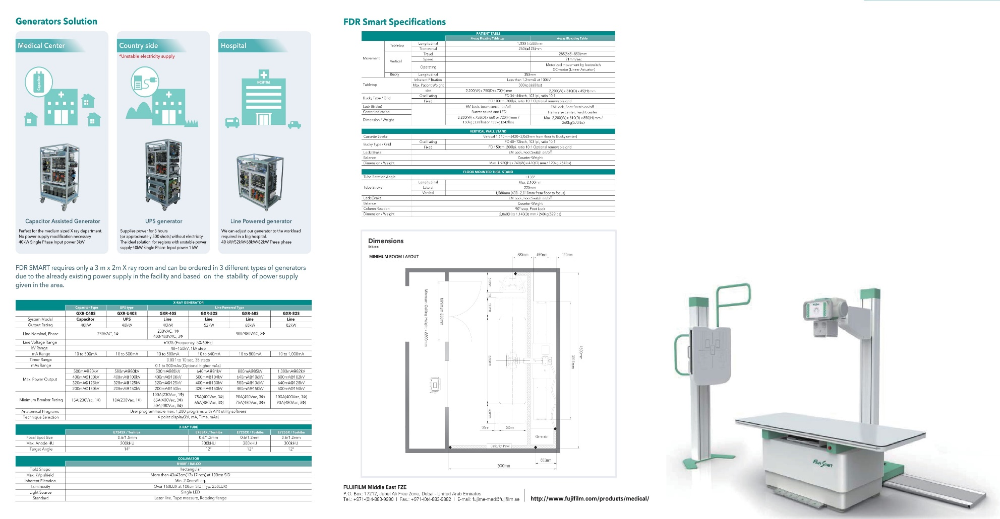 Generators Solution
Medical Center
Capacitor
Capacitor Assisted Generator
Perfect for the medium sized X ray department.
No power supply modification necessary
40kW Single Phase Input power 3kW
Country side
*Unstable electricity supply
UPS generator
Supplies power for 5 hours
(or approximately 500 shots) without electricity.
The ideal solution for regions with unstable power
supply 40kW Single Phase Input power 1 kW
Hospital
HOSPITAL
Line Powered generator
We can adjust our generator to the workload
required in a big hospital.
40 kW/52kW/68kW/82kW Three phase
FDR SMART requires only a 3 m x 2m X ray room and can be ordered in 3 different types of generators
due to the already existing power supply in the facility and based on the stability of power supply
given in the area.
X-RAY GENERATOR
Capacitor Type UPS type Line Powered Type
GXR-C40S GXR-U40S GXR-40S GXR-52S GXR-68S GXR-82S
System Model Capacitor UPS Line Line Line Line
Output Rating 40kW 40kW 40kW 52kW 68kW 82kW
Line Nominal, Phase 230VAC, 1Φ 230VAC, 1Φ 400/480VAC, 3Φ
400/480VAC, 3Φ
Line Voltage Range ±10% (Frequency: 50/60Hz)
kV Range 40~150kV, 1kV step
mA Range 10 to 500mA 10 to 500mA 10 to 500mA 10 to 640mA 10 to 800mA 10 to 1,000mA
Timer Range 0.001 to 10 sec, 38 steps
mAs Range 0.1 to 500mAs (Optional higher mAs)
Max. Power Output 500mA@80kV 500mA@80kV 500mA@80kV 640mA@81kV 800mA@85kV 1,000mA@82kV
400mA@100kV 400mA@100kV 400mA@100kV 500mA@104kV 640mA@106kV 800mA@102kV
320mA@125kV 320mA@125kV 320mA@125kV 400mA@130kV 500mA@136kV 640mA@128kV
200mA@150kV 200mA@150kV 200mA@150kv 320mA@150kV 400mA@150kV 500mA@150kV
Minimum Breaker Rating 15A(230Vac, 1Φ) 10A(230Vac, 1Φ) 100A(230Vac, 1Φ) 75A(400Vac, 3Φ) 90A(400Vac, 3Φ) 100A(400Vac, 3Φ)
65A(400Vac, 3Φ) 65A(480Vac, 3Φ) 75A(480Vac, 3Φ) 90A(480Vac, 3Φ)
50A(480Vac, 3Φ)
Anatomical Programs User programmable max. 1,280 programs with APR utility software
Technique Selection 4 point display(kV, mA, Time, mAs)
X-RAY TUBE
E7242X / Toshiba E7884X / Toshiba E7252X / Toshiba E7255X / Toshiba
Focal Spot Size 0.6/1.5mm 0.6/1.2mm 0.6/1.2mm 0.6/1.2mm
Max. Anode HU 200kHU 300kHU 300kHU 300kHU
Target Angle 14° 12° 12° 12°
COLLIMATOR
R108F / RALCO
Field Shape Rectangular
Max. kVp shield More than 43x43cm(17x17inch) at 100cm SID
Inherent Filtration Min. 2.0mmAl eq.
Luminosity Over 160LUX at 100cm SID (Typ. 250LUX)
Light Source Single LED
Standard Laser line, Tape measure, Rotating flange
FDR Smart Specifications
PATIENT TABLE
4-way Floating Tabletop 6-way Elevating Table
Movement Tabletop Longitudinal 1,000 (±500)mm
Transversal 250 (±125)mm
Vertical Travel 285(565~850)mm
Speed 21mm/sec
Operating Motorized movement by footswitch
DC-motor (Linear Actuator)
Bucky Longitudinal 350mm
Tabletop Inherent Filtration Less than 1.2mmAl at 100kV
Max. Patient Weight 300kg (660lbs)
size 2,200(W) x 750(D) x 70(H) mm 2,200(W) x 810(D) x 45(H) mm
Bucky Type / Grid Oscilliating FD 34~44inch, 103 lpi, ratio 10:1
Fixed FD 100cm, 200lpi, ratio 10:1 Optional removable grid
Lock (Brake) EM Lock, beam sensor on/off EM Lock, Foot Switch on/off
Center indication Buzzer sound and LED Transverse center, height center
Dimension / Weight 2,200(W) x 750(D) x 660 or 720(H) mm / Max. 2,200(W) x 810(D) x 850(H) mm /
150kg (330lbs) or 155kg (342lbs) 260kg(573lbs)
VERTICAL WALL STAND
Cassette Stroke Vertical 1,640mm (420~2,060mm from floor to Bucky center)
Bucky Type / Grid Oscilliating FD 40~72inch, 103 lpi, ratio 10:1
Fixed FD 150cm, 200lpi, ratio 10:1 Optional removable grid
Lock (Brake) EM Lock, Foot Switch on/off
Balance Counter Weight
Dimension / Weight Max. 1,920(H) x 740(W) x 410(D) mm / 120kg(264lbs)
FLOOR MOUNTED TUBE STAND
Tube Rotation Angle ±135°
Tube Stroke Longitudinal Max. 2,100mm
Lateral 220mm
Vertical 1,580mm (430~2,010mm from floor to focus)
Lock (Brake) EM Lock, Foot Switch on/off
Balance Counter Weight
Column Rotation 90° step, Foot Lock
Dimension / Weight 2,060(H) x 1,140(D) mm / 240kg(529lbs)
Dimensions
Unit: mm
MINIMUM ROOM LAYOUT
580mm 460mm 190mm
510mm
Minimum 800mm
Minimum Ceiling Height : 2200mm
2200mm
3010mm
4500mm
125mm 750mm
Generator
Distribution Panel
600mm
3000mm
FUJIFILM Middle East FZE
P.O. Box: 17212, Jebel Ali Free Zone, Dubai - United Arab Emirates
Tel.: +971-(0)4-883-9990 I Fax.: +971-(0)4-883-9882 I E-mail: fujime-med@fujifilm.ae
http://www.fujifilm.com/products/medical/
FDR Smart